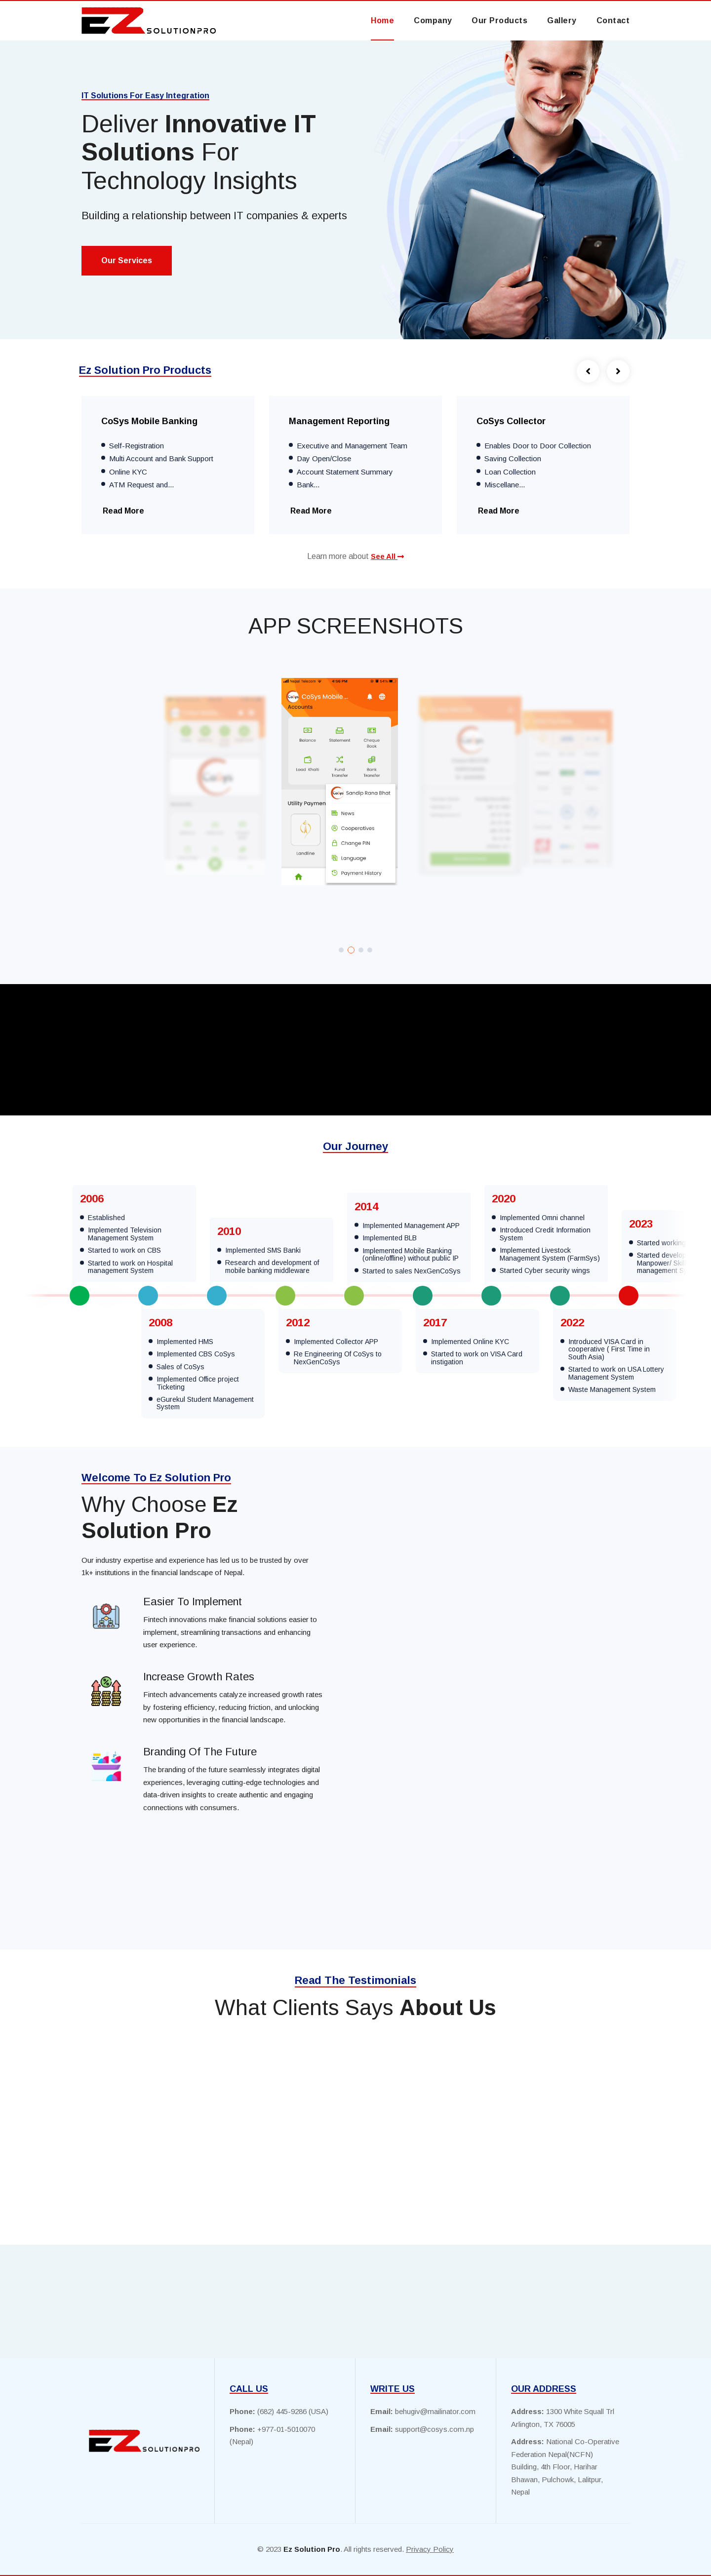 EZ SOLUTIONPRO
Home Company Our Products Gallery Contact
IT Solutions For Easy Integration
Deliver Innovative IT
Solutions For
Technology Insights
Building a relationship between IT companies & experts
Our Services
Ez Solution Pro Products
CoSys Mobile Banking
Self-Registration
Multi Account and Bank Support
Online KYC
ATM Request and...
Read More
Management Reporting
Executive and Management Team
Day Open/Close
Account Statement Summary
Bank...
Read More
CoSys Collector
Enables Door to Door Collection
Saving Collection
Loan Collection
Miscellane...
Read More
Learn more about See All
APP SCREENSHOTS
CoSys Mobile ...
Accounts
Balance Statement Cheque
Book
Load Khalti Fund
Transfer Bank
Transfer
Sandip Rana Bhat
Utility Paymen
News
Cooperatives
Change PIN
Landline
Language
Payment History
Our Journey
2006
Established
Implemented Television
Management System
Started to work on CBS
Started to work on Hospital
management System
2010
Implemented SMS Banki
Research and development of
mobile banking middleware
2014
Implemented Management APP
Implemented BLB
Implemented Mobile Banking
(online/offline) without public IP
Started to sales NexGenCoSys
2020
Implemented Omni channel
Introduced Credit Information
System
Implemented Livestock
Management System (FarmSys)
Started Cyber security wings
2023
Started working
Started develo
Manpower/ Ski
management S
2008
Implemented HMS
Implemented CBS CoSys
Sales of CoSys
Implemented Office project
Ticketing
eGurekul Student Management
System
2012
Implemented Collector APP
Re Engineering Of CoSys to
NexGenCoSys
2017
Implemented Online KYC
Started to work on VISA Card
instigation
2022
Introduced VISA Card in
cooperative ( First Time in
South Asia)
Started to work on USA Lottery
Management System
Waste Management System
Welcome To Ez Solution Pro
Why Choose Ez
Solution Pro
Our industry expertise and experience has led us to be trusted by over
1k+ institutions in the financial landscape of Nepal.
Easier To Implement
Fintech innovations make financial solutions easier to
implement, streamlining transactions and enhancing
user experience.
Increase Growth Rates
Fintech advancements catalyze increased growth rates
by fostering efficiency, reducing friction, and unlocking
new opportunities in the financial landscape.
Branding Of The Future
The branding of the future seamlessly integrates digital
experiences, leveraging cutting-edge technologies and
data-driven insights to create authentic and engaging
connections with consumers.
Read The Testimonials
What Clients Says About Us
EZ SOLUTIONPRO
CALL US
Phone: (682) 445-9286 (USA)
Phone: +977-01-5010070
(Nepal)
WRITE US
Email: behugiv@mailinator.com
Email: support@cosys.com.np
OUR ADDRESS
Address: 1300 White Squall Trl
Arlington, TX 76005
Address: National Co-Operative
Federation Nepal(NCFN)
Building, 4th Floor, Harihar
Bhawan, Pulchowk, Lalitpur,
Nepal
© 2023 Ez Solution Pro. All rights reserved. Privacy Policy